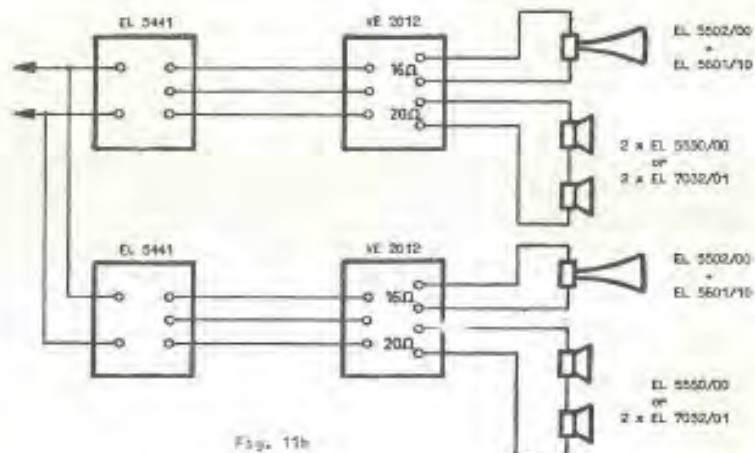 EL 5441
VE 2012
16Ω
20Ω
EL 5502/00
+
EL 5601/10
2 x EL 5550/00
or
2 x EL 7032/01
EL 5441
VE 2012
16Ω
20Ω
EL 5502/00
+
EL 5601/10
EL 5550/00
or
2 x EL 7032/01
Fig. 11b